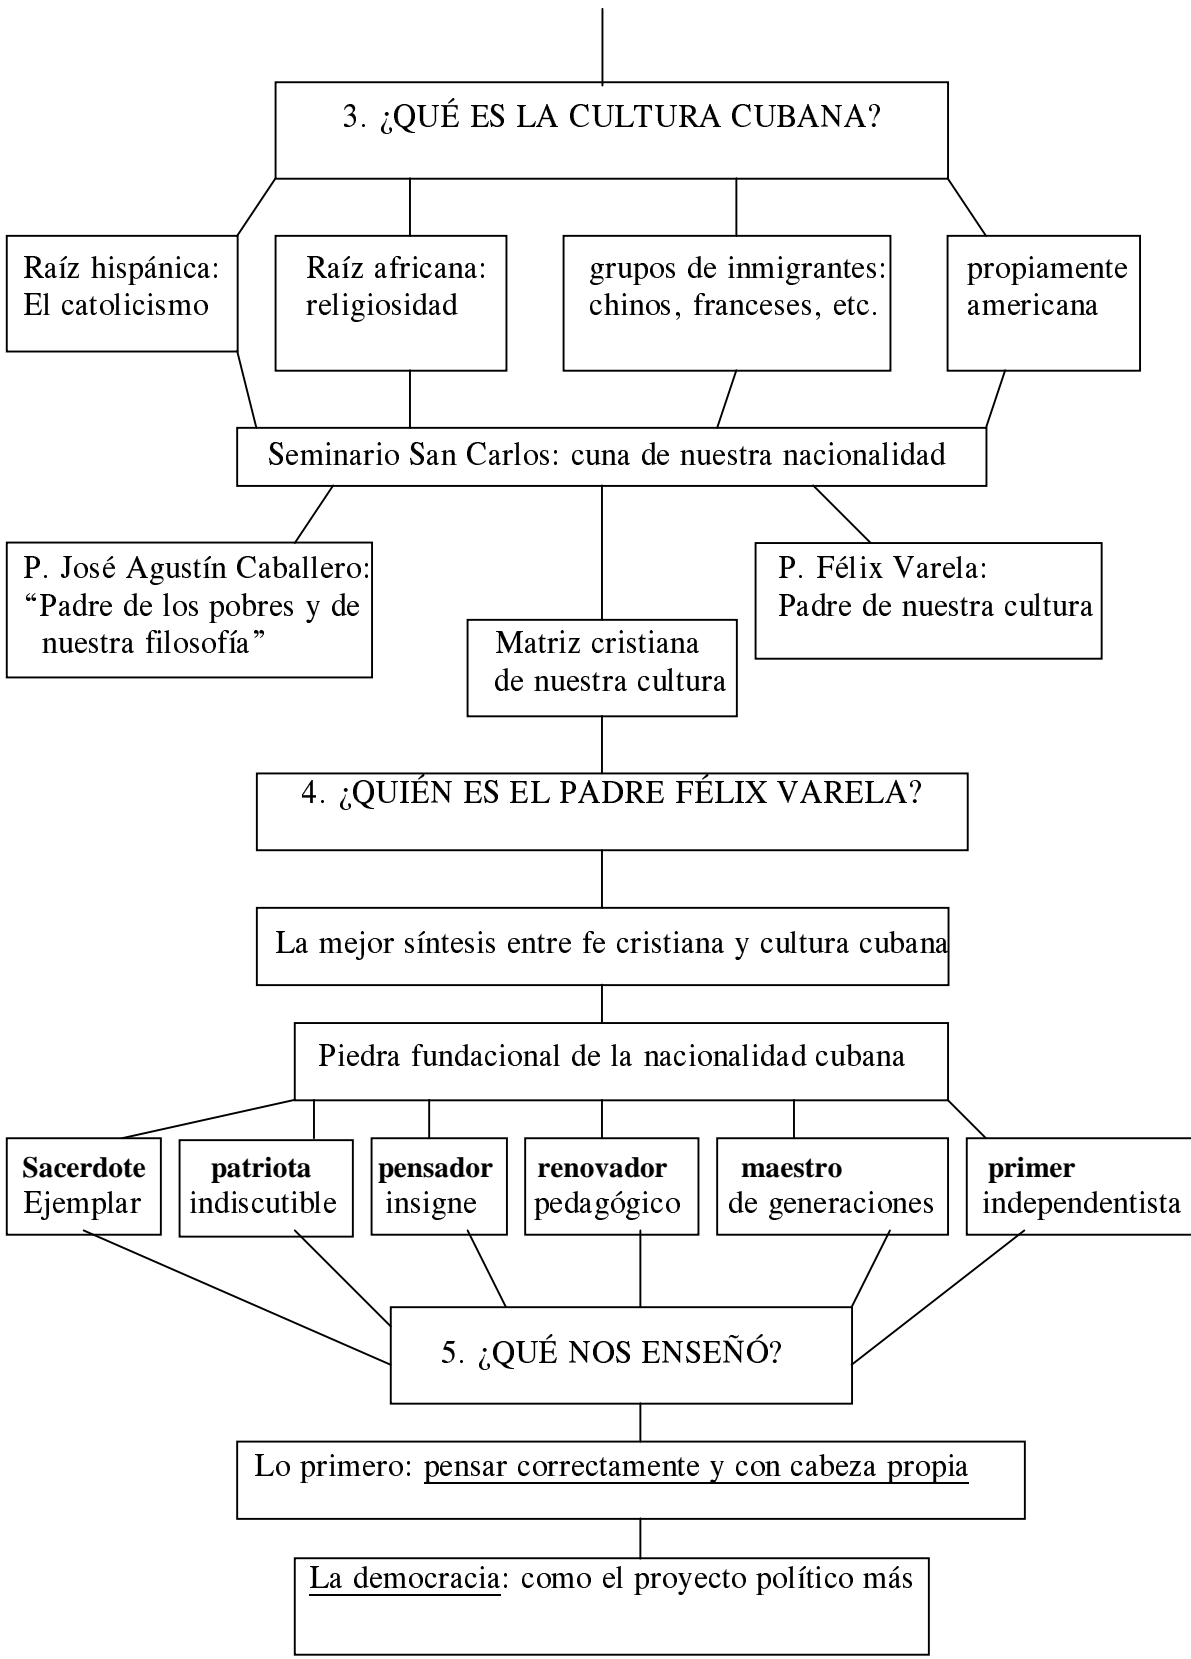 3. ¿QUÉ ES LA CULTURA CUBANA?
Raíz hispánica:
El catolicismo
Raíz africana:
religiosidad
grupos de inmigrantes:
chinos, franceses, etc.
propiamente
americana
Seminario San Carlos: cuna de nuestra nacionalidad
P. José Agustín Caballero:
“Padre de los pobres y de
nuestra filosofía”
P. Félix Varela:
Padre de nuestra cultura
Matriz cristiana
de nuestra cultura
4. ¿QUIÉN ES EL PADRE FÉLIX VARELA?
La mejor síntesis entre fe cristiana y cultura cubana
Piedra fundacional de la nacionalidad cubana
Sacerdote
Ejemplar
patriota
indiscutible
pensador
insigne
renovador
pedagógico
maestro
de generaciones
primer
independentista
5. ¿QUÉ NOS ENSEÑÓ?
Lo primero: pensar correctamente y con cabeza propia
La democracia: como el proyecto político más